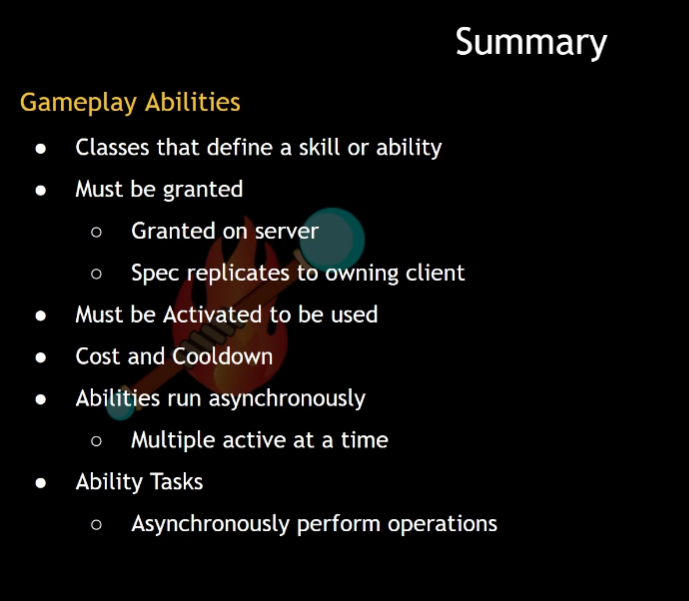 Summary
Gameplay Abilities
● Classes that define a skill or ability
● Must be granted
○ Granted on server
○ Spec replicates to owning client
● Must be Activated to be used
● Cost and Cooldown
● Abilities run asynchronously
○ Multiple active at a time
● Ability Tasks
○ Asynchronously perform operations